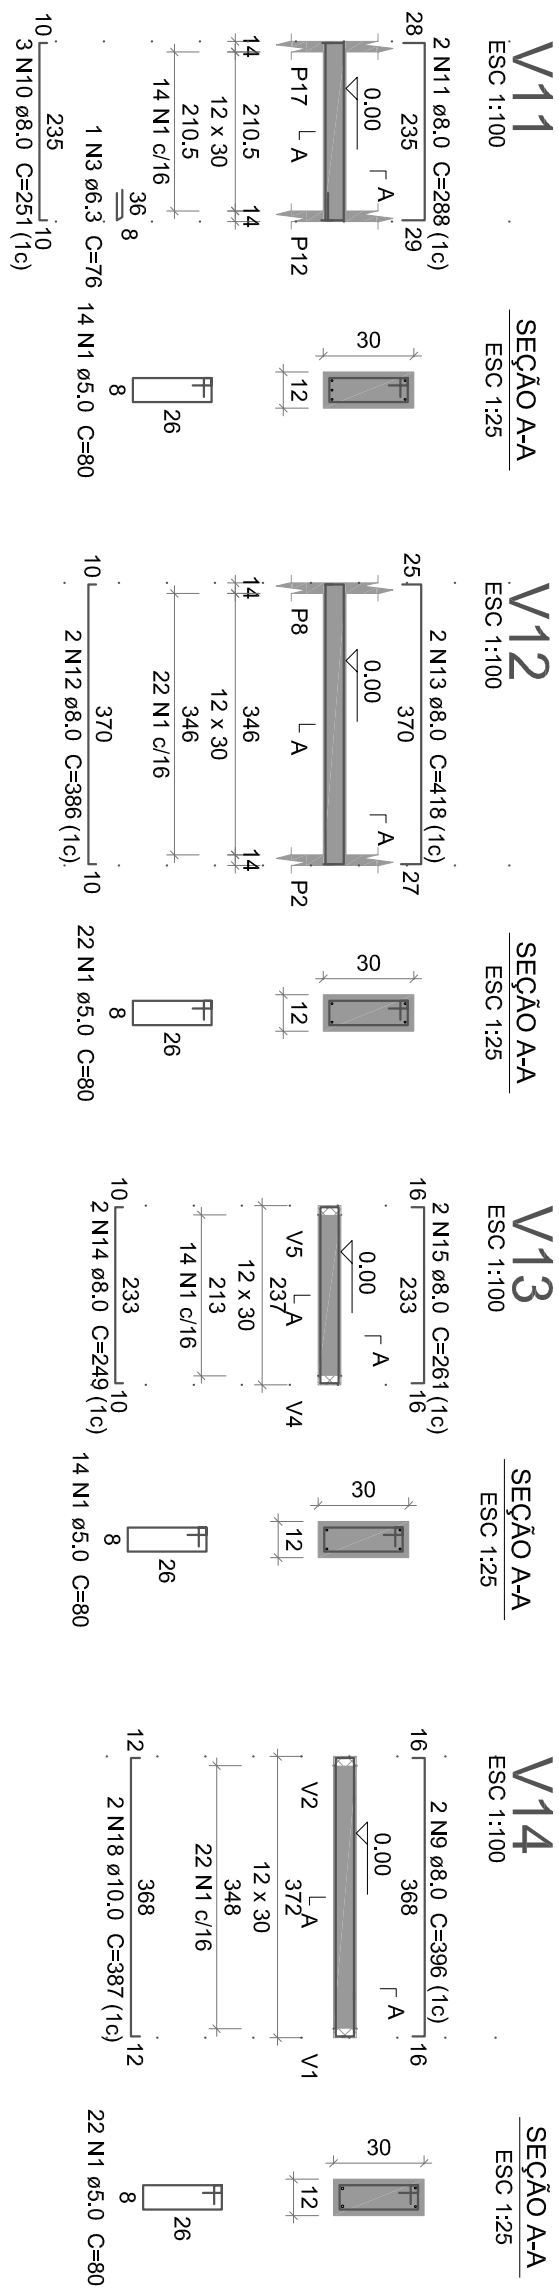 V11
ESC 1:100
2 N11 ø8.0 C=288 (1c)
28
235
29
0.00
A
A
P17
P12
14
210.5
14
12 x 30
210.5
14 N1 c/16
36
8
1 N3 ø6.3 C=76
10
235
10
3 N10 ø8.0 C=251 (1c)
SEÇÃO A-A
ESC 1:25
30
12
26
8
14 N1 ø5.0 C=80
V12
ESC 1:100
2 N13 ø8.0 C=418 (1c)
25
370
27
0.00
A
A
P8
P2
14
346
14
12 x 30
346
22 N1 c/16
10
370
10
2 N12 ø8.0 C=386 (1c)
SEÇÃO A-A
ESC 1:25
30
12
26
8
22 N1 ø5.0 C=80
V13
ESC 1:100
2 N15 ø8.0 C=261 (1c)
16
233
16
0.00
A
A
V5
V4
237
12 x 30
213
14 N1 c/16
10
233
10
2 N14 ø8.0 C=249 (1c)
SEÇÃO A-A
ESC 1:25
30
12
26
8
14 N1 ø5.0 C=80
V14
ESC 1:100
2 N9 ø8.0 C=396 (1c)
16
368
16
0.00
A
A
V2
V1
372
12 x 30
348
22 N1 c/16
12
368
12
2 N18 ø10.0 C=387 (1c)
SEÇÃO A-A
ESC 1:25
30
12
26
8
22 N1 ø5.0 C=80